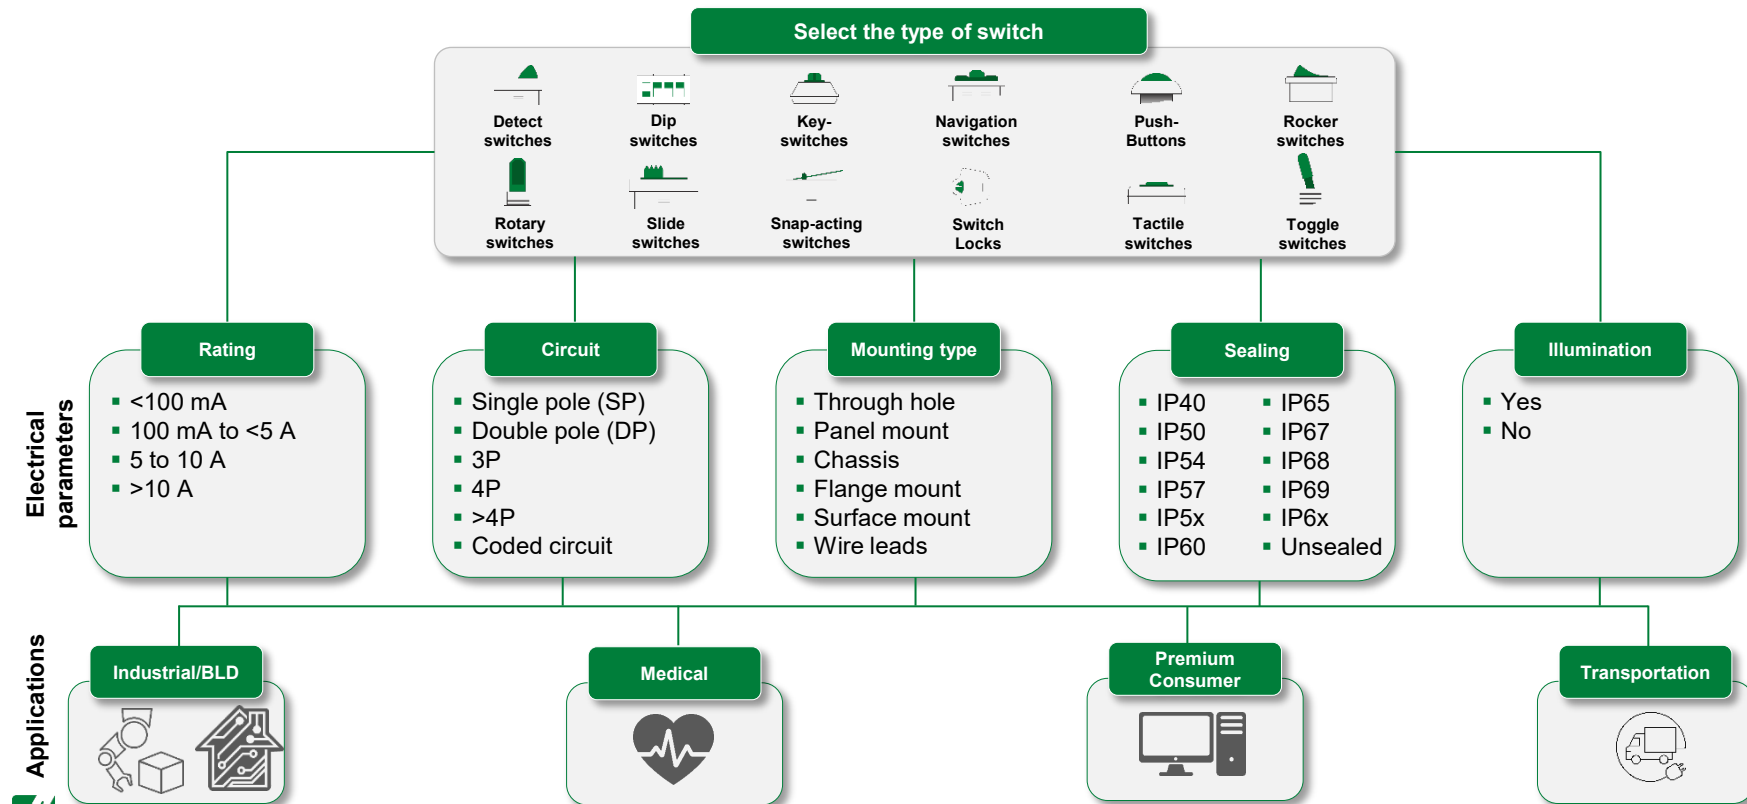 Select the type of switch
Detect
switches
Dip
switches
Key-
switches
Navigation
switches
Push-
Buttons
Rocker
switches
Rotary
switches
Slide
switches
Snap-acting
switches
Switch
Locks
Tactile
switches
Toggle
switches
Electrical
parameters
Rating
<100 mA
100 mA to <5 A
5 to 10 A
>10 A
Circuit
Single pole (SP)
Double pole (DP)
3P
4P
>4P
Coded circuit
Mounting type
Through hole
Panel mount
Chassis
Flange mount
Surface mount
Wire leads
Sealing
IP40
IP50
IP54
IP57
IP5x
IP60
IP65
IP67
IP68
IP69
IP6x
Unsealed
Illumination
Yes
No
Applications
Industrial/BLD
Medical
Premium
Consumer
Transportation